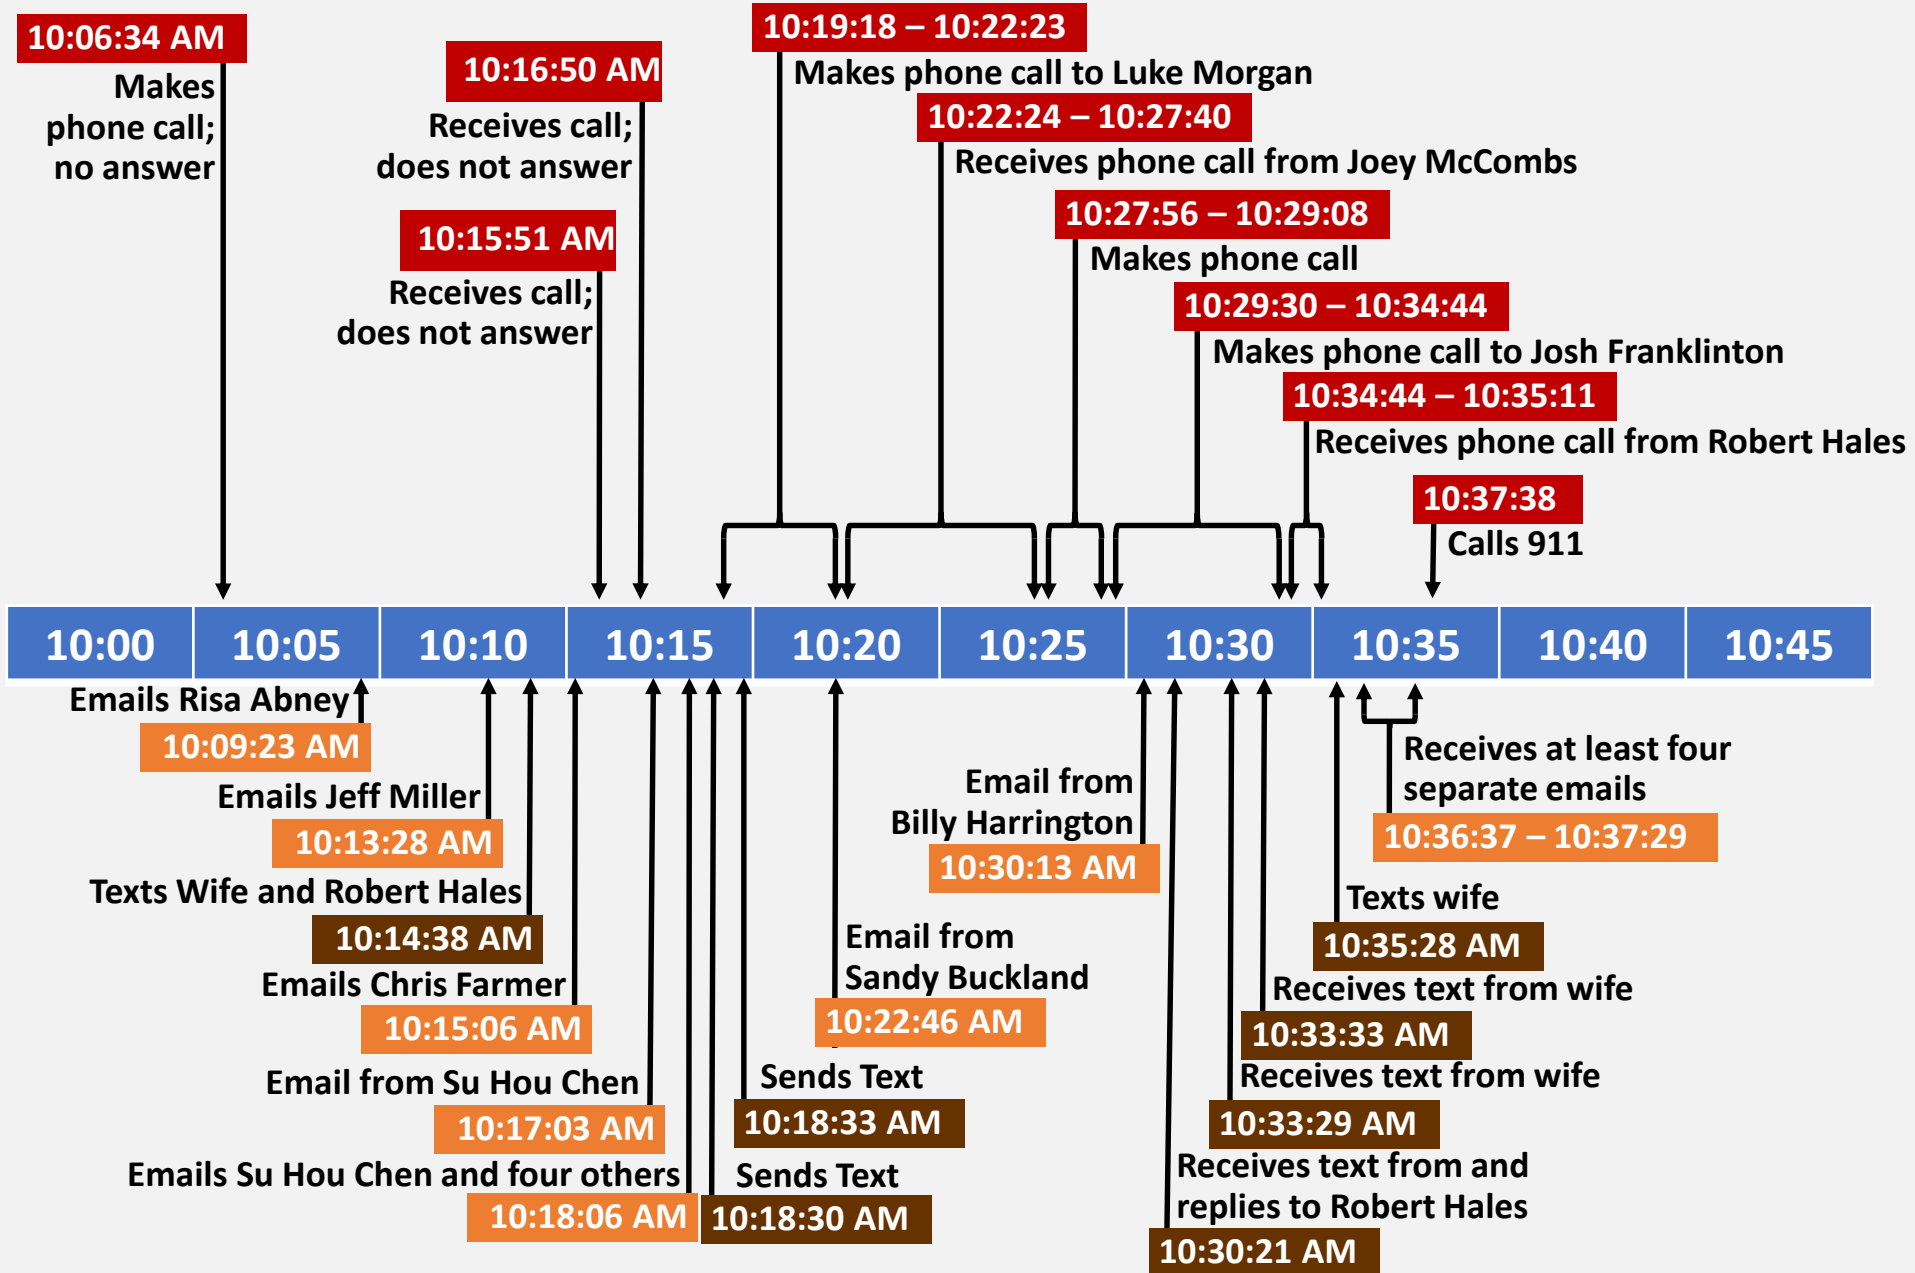 10:06:34 AM
Makes
phone call;
no answer
10:16:50 AM
Receives call;
does not answer
10:15:51 AM
Receives call;
does not answer
10:19:18 – 10:22:23
Makes phone call to Luke Morgan
10:22:24 – 10:27:40
Receives phone call from Joey McCombs
10:27:56 – 10:29:08
Makes phone call
10:29:30 – 10:34:44
Makes phone call to Josh Franklinton
10:34:44 – 10:35:11
Receives phone call from Robert Hales
10:37:38
Calls 911
10:00 10:05 10:10 10:15 10:20 10:25 10:30 10:35 10:40 10:45
Emails Risa Abney
10:09:23 AM
Emails Jeff Miller
10:13:28 AM
Texts Wife and Robert Hales
10:14:38 AM
Emails Chris Farmer
10:15:06 AM
Email from Su Hou Chen
10:17:03 AM
Emails Su Hou Chen and four others
10:18:06 AM
Sends Text
10:18:30 AM
Sends Text
10:18:33 AM
Email from
Sandy Buckland
10:22:46 AM
Email from
Billy Harrington
10:30:13 AM
Receives text from and
replies to Robert Hales
10:30:21 AM
Receives text from wife
10:33:29 AM
Receives text from wife
10:33:33 AM
Texts wife
10:35:28 AM
Receives at least four
separate emails
10:36:37 – 10:37:29